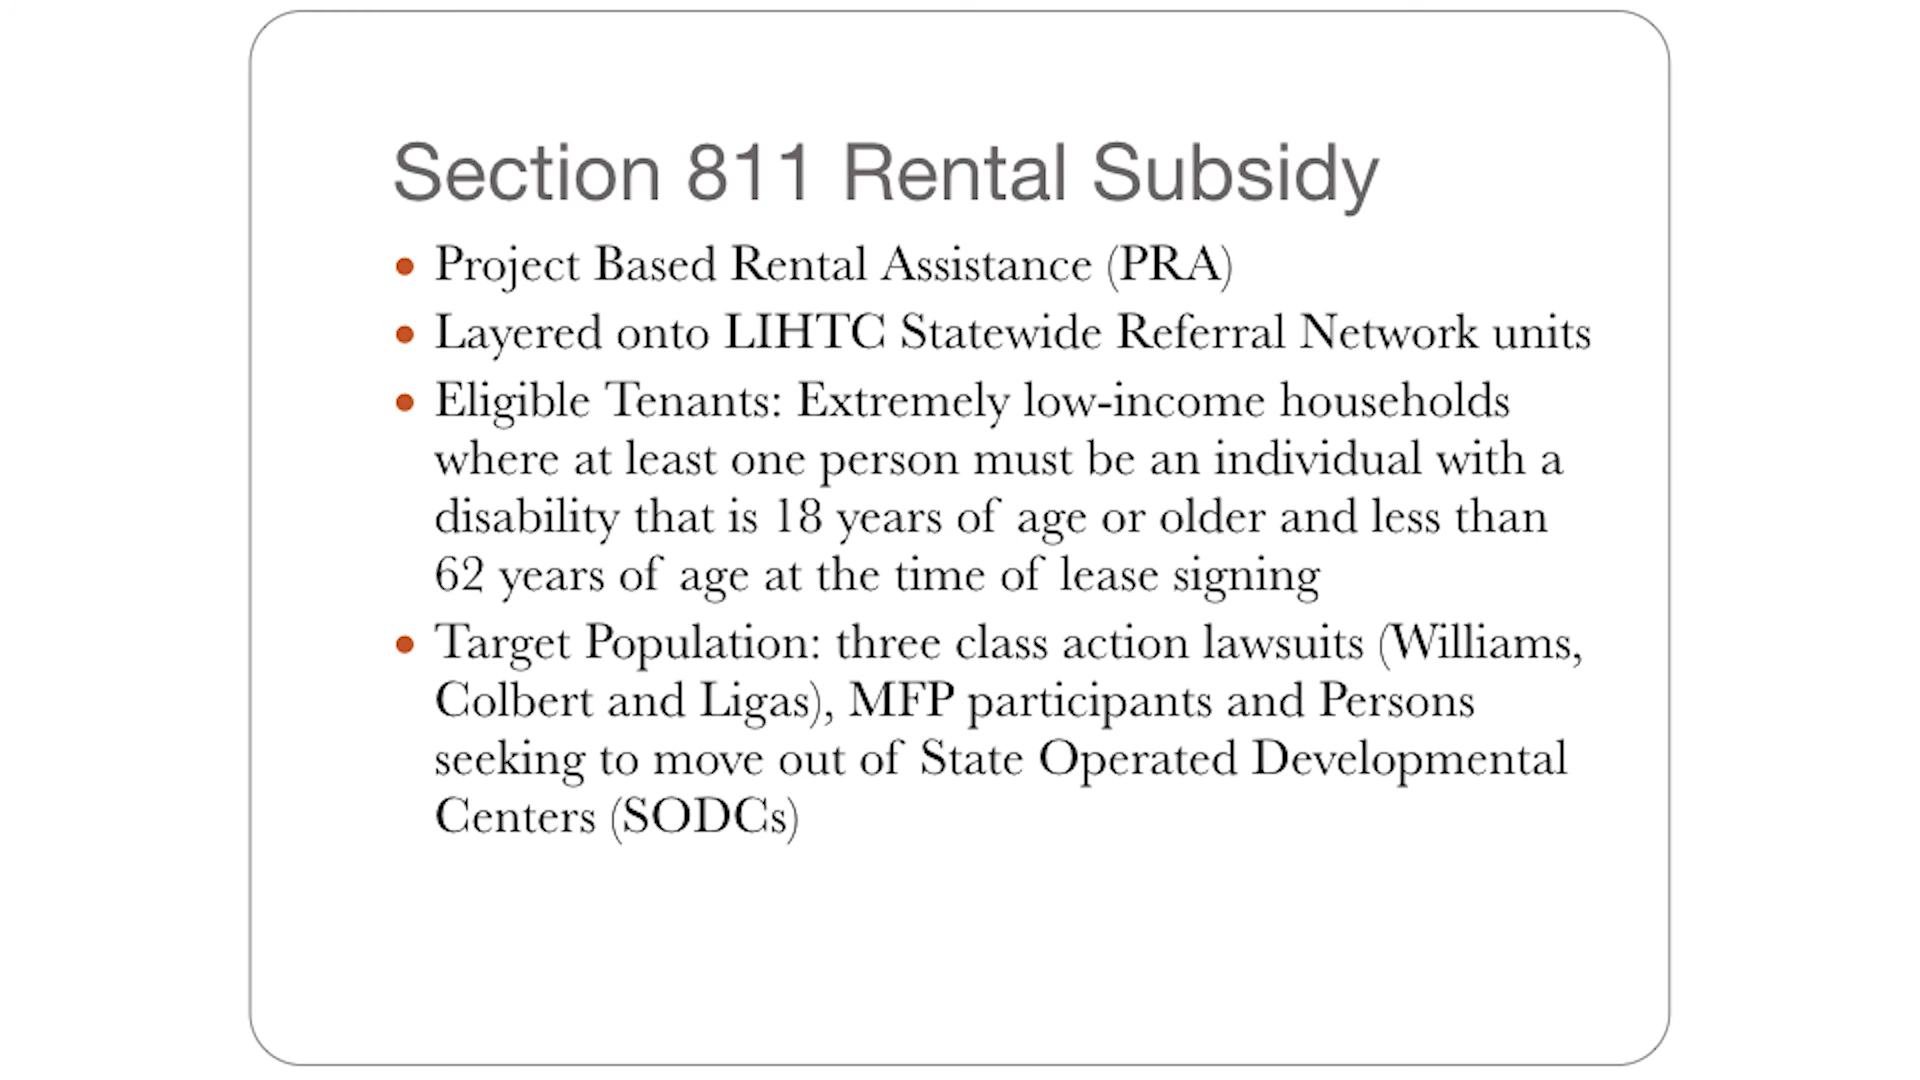 Section 811 Rental Subsidy
• Project Based Rental Assistance (PRA)
• Layered onto LIHTC Statewide Referral Network units
• Eligible Tenants: Extremely low-income households
where at least one person must be an individual with a
disability that is 18 years of age or older and less than
62 years of age at the time of lease signing
• Target Population: three class action lawsuits (Williams,
Colbert and Ligas), MFP participants and Persons
seeking to move out of State Operated Developmental
Centers (SODCs)